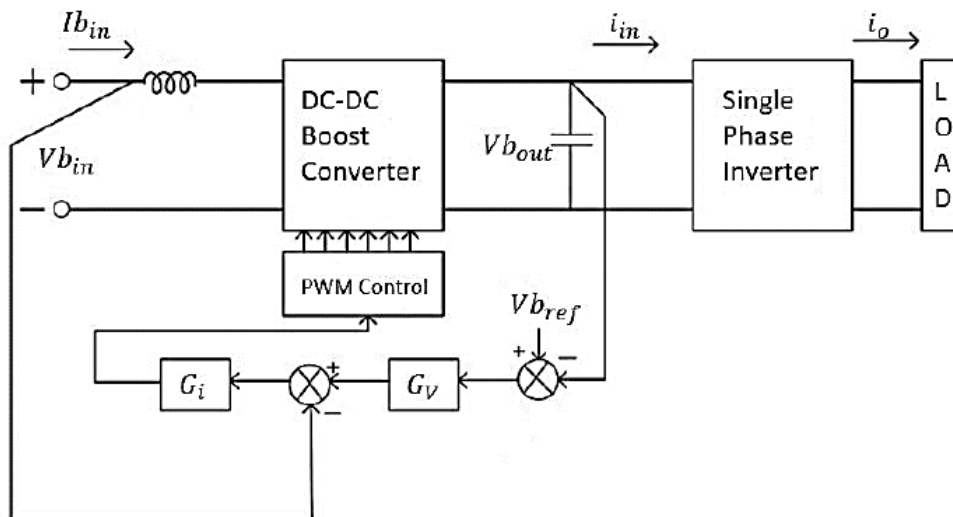 Ib_in
i_in
i_o
+
DC-DC
Boost
Converter
Vb_out
Single
Phase
Inverter
L
O
A
D
Vb_in
−
PWM Control
Vb_ref
+
−
G_i
+
−
G_V